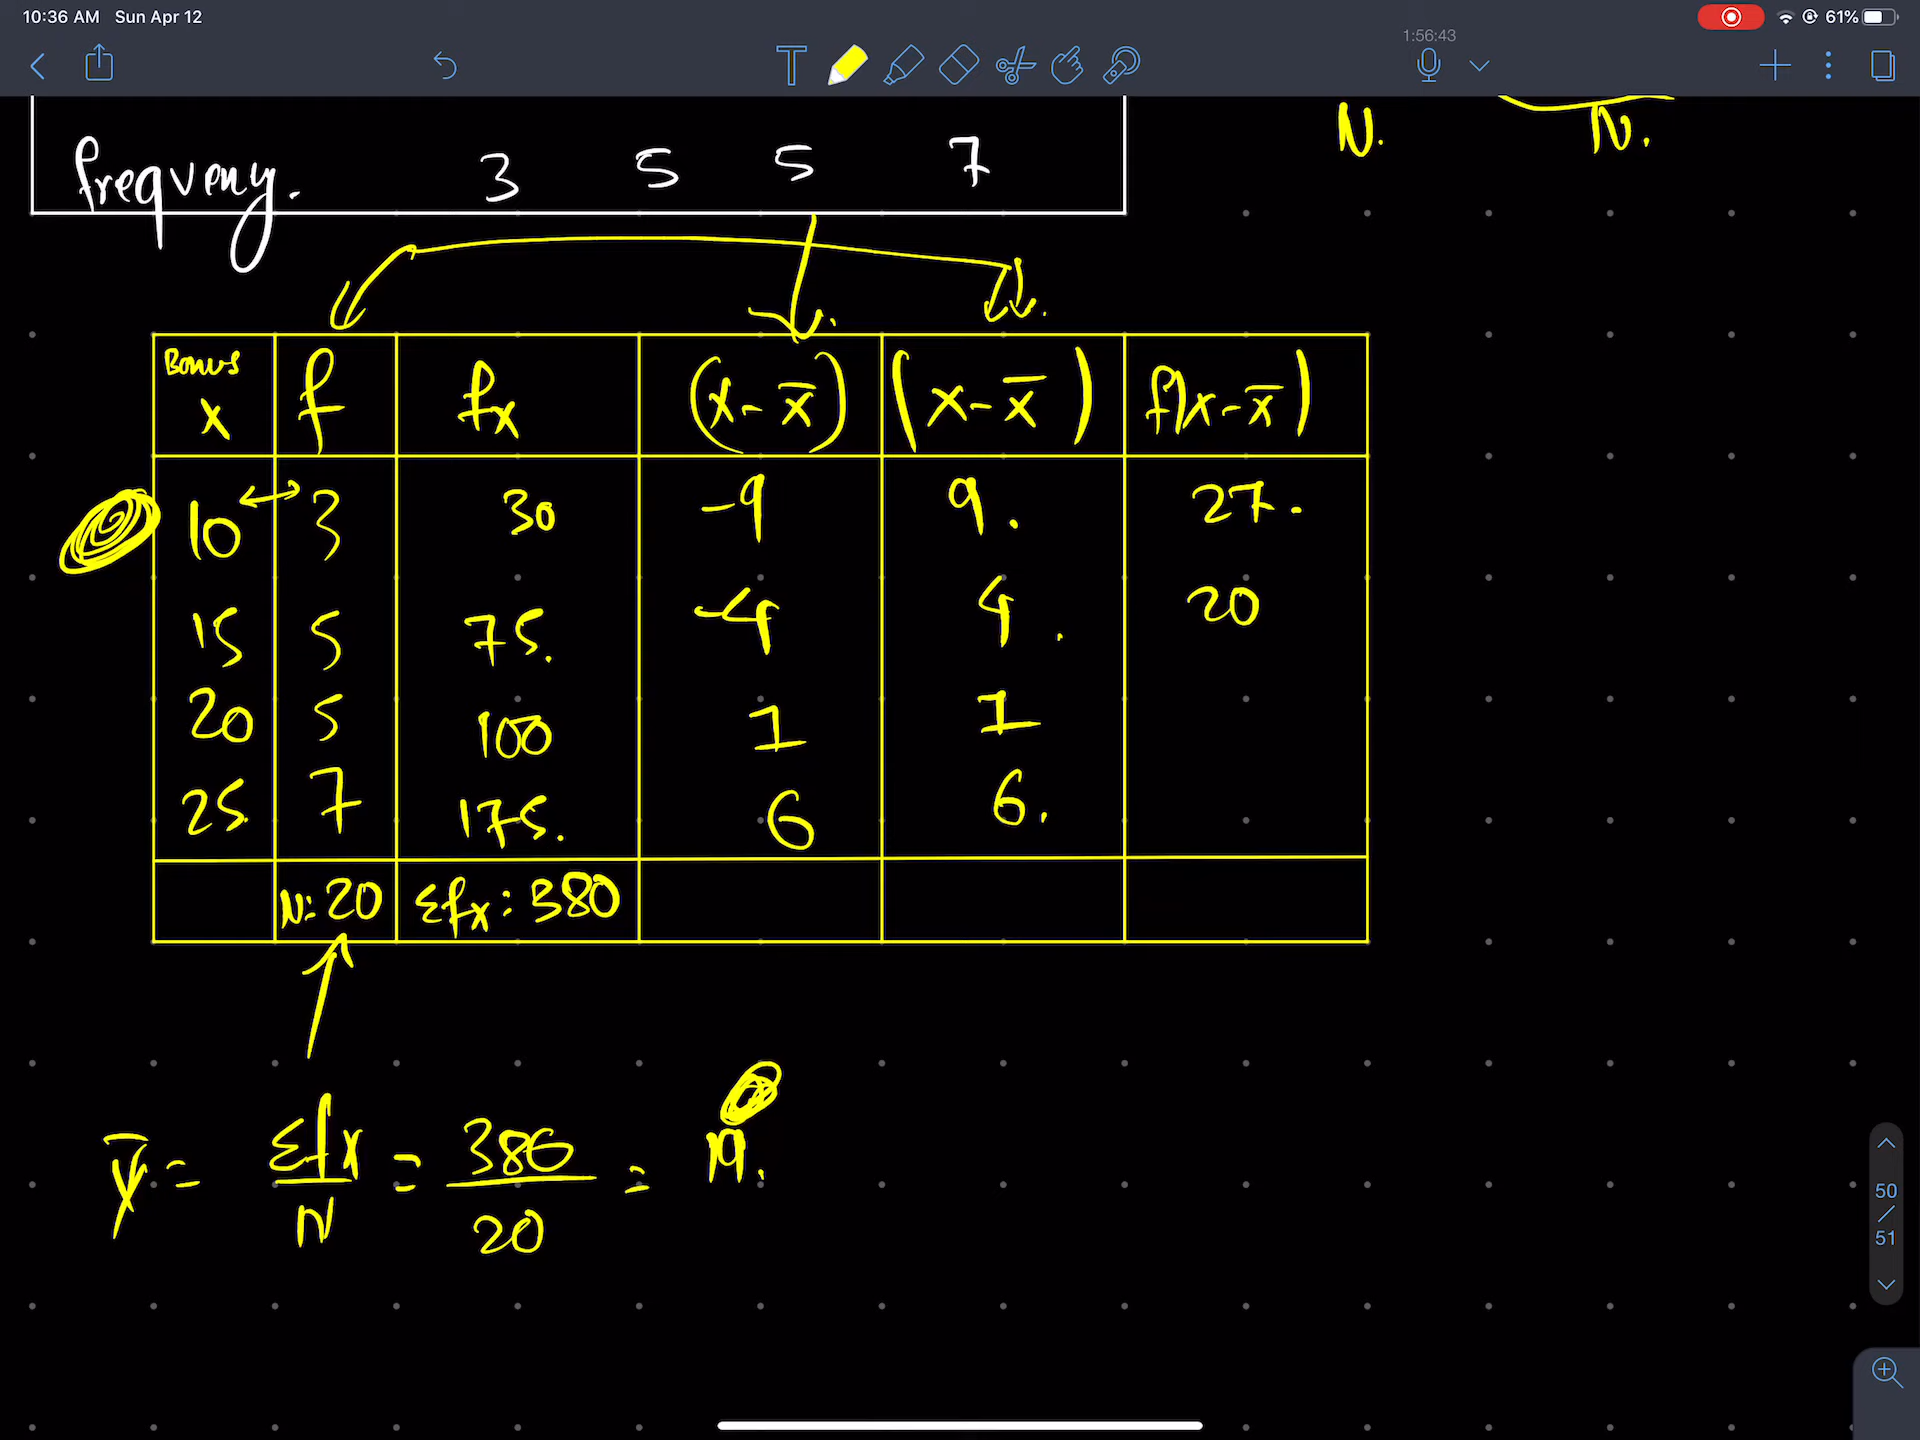 10:36 AM Sun Apr 12
61%
1:56:43
N. N.
frequency. 3 5 5 7
Bonus
x f fx (x - x̄) (x - x̄) f(x - x̄)
10 3 30 -9 9. 27.
15 5 75. -4 4. 20
20 5 100 1 1
25 7 175. 6 6.
N: 20 Σfx: 380
x̄ = Σfx/N = 380/20 = 19.
50
/
51